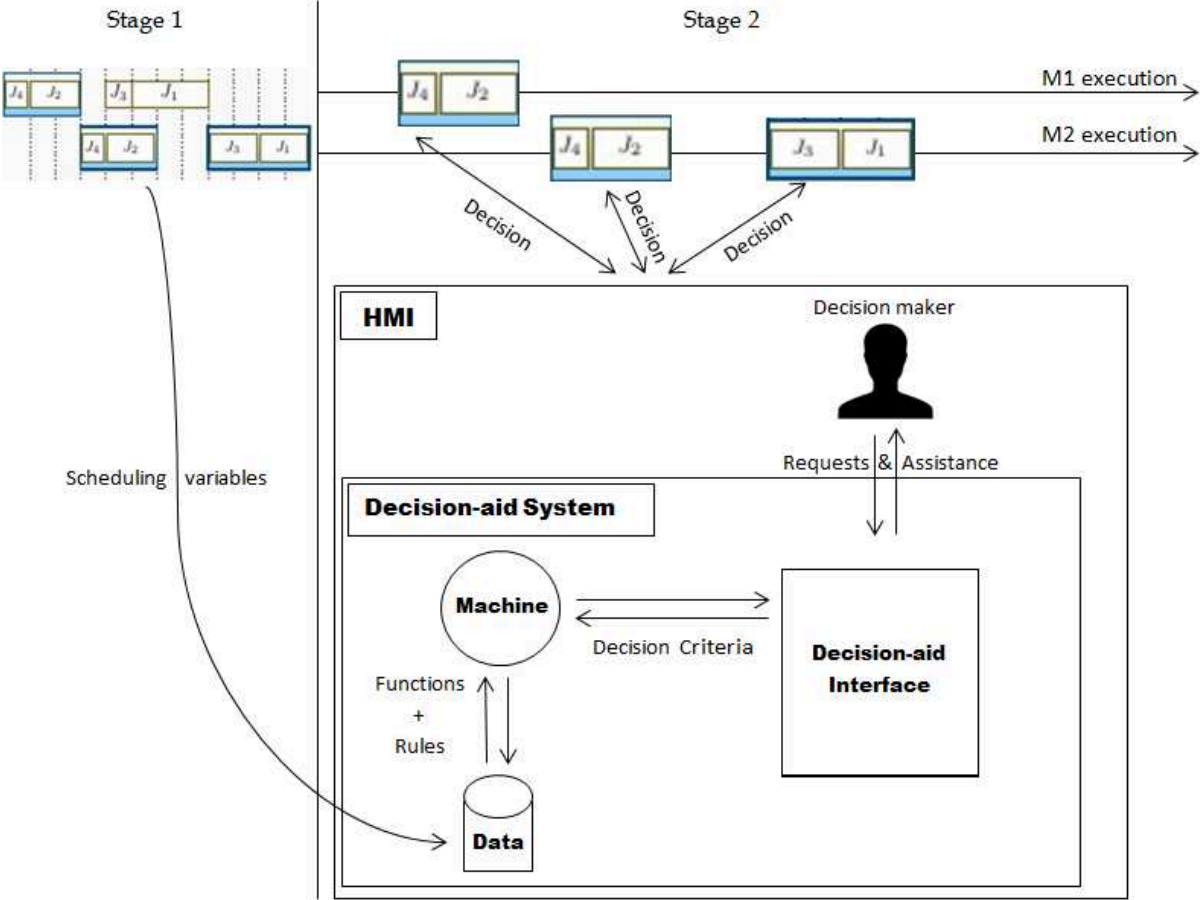 Stage 1
Stage 2
J4 J2 J3 J1
J4 J2 J3 J1
J4 J2
M1 execution
J4 J2 J3 J1
M2 execution
Decision
Decision
Decision
HMI
Decision maker
Requests & Assistance
Scheduling variables
Decision-aid System
Machine
Decision Criteria
Decision-aid
Interface
Functions
+
Rules
Data